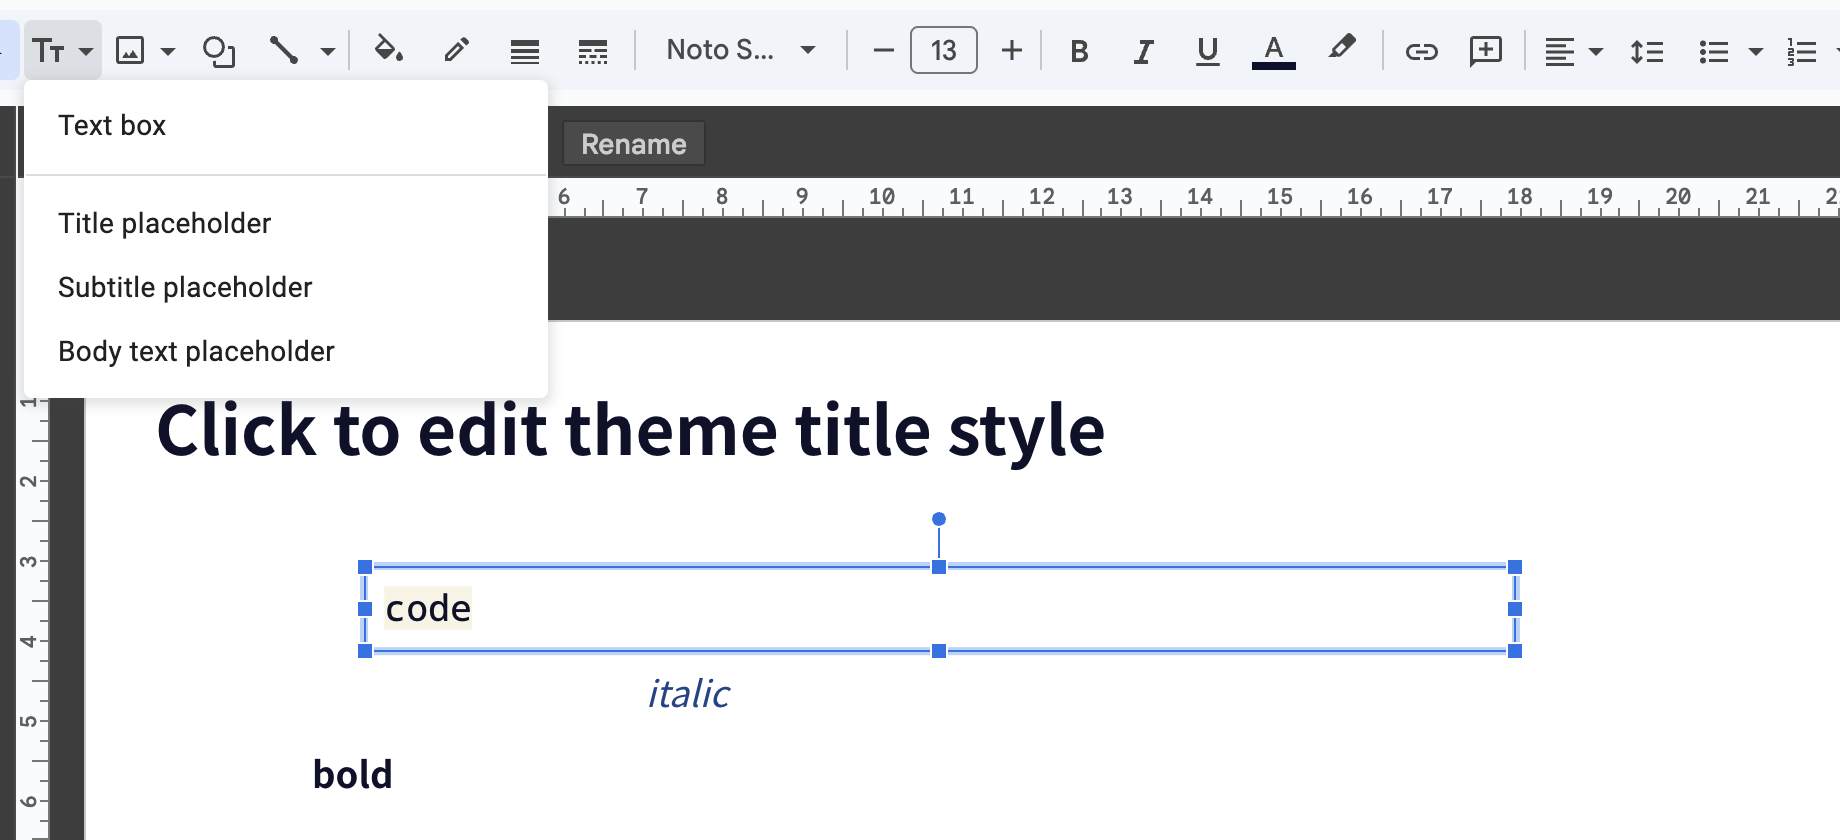 Noto S...
13
B I U A
Text box
Title placeholder
Subtitle placeholder
Body text placeholder
Rename
6 7 8 9 10 11 12 13 14 15 16 17 18 19 20 21
1
2
3
4
5
6
Click to edit theme title style
code
italic
bold